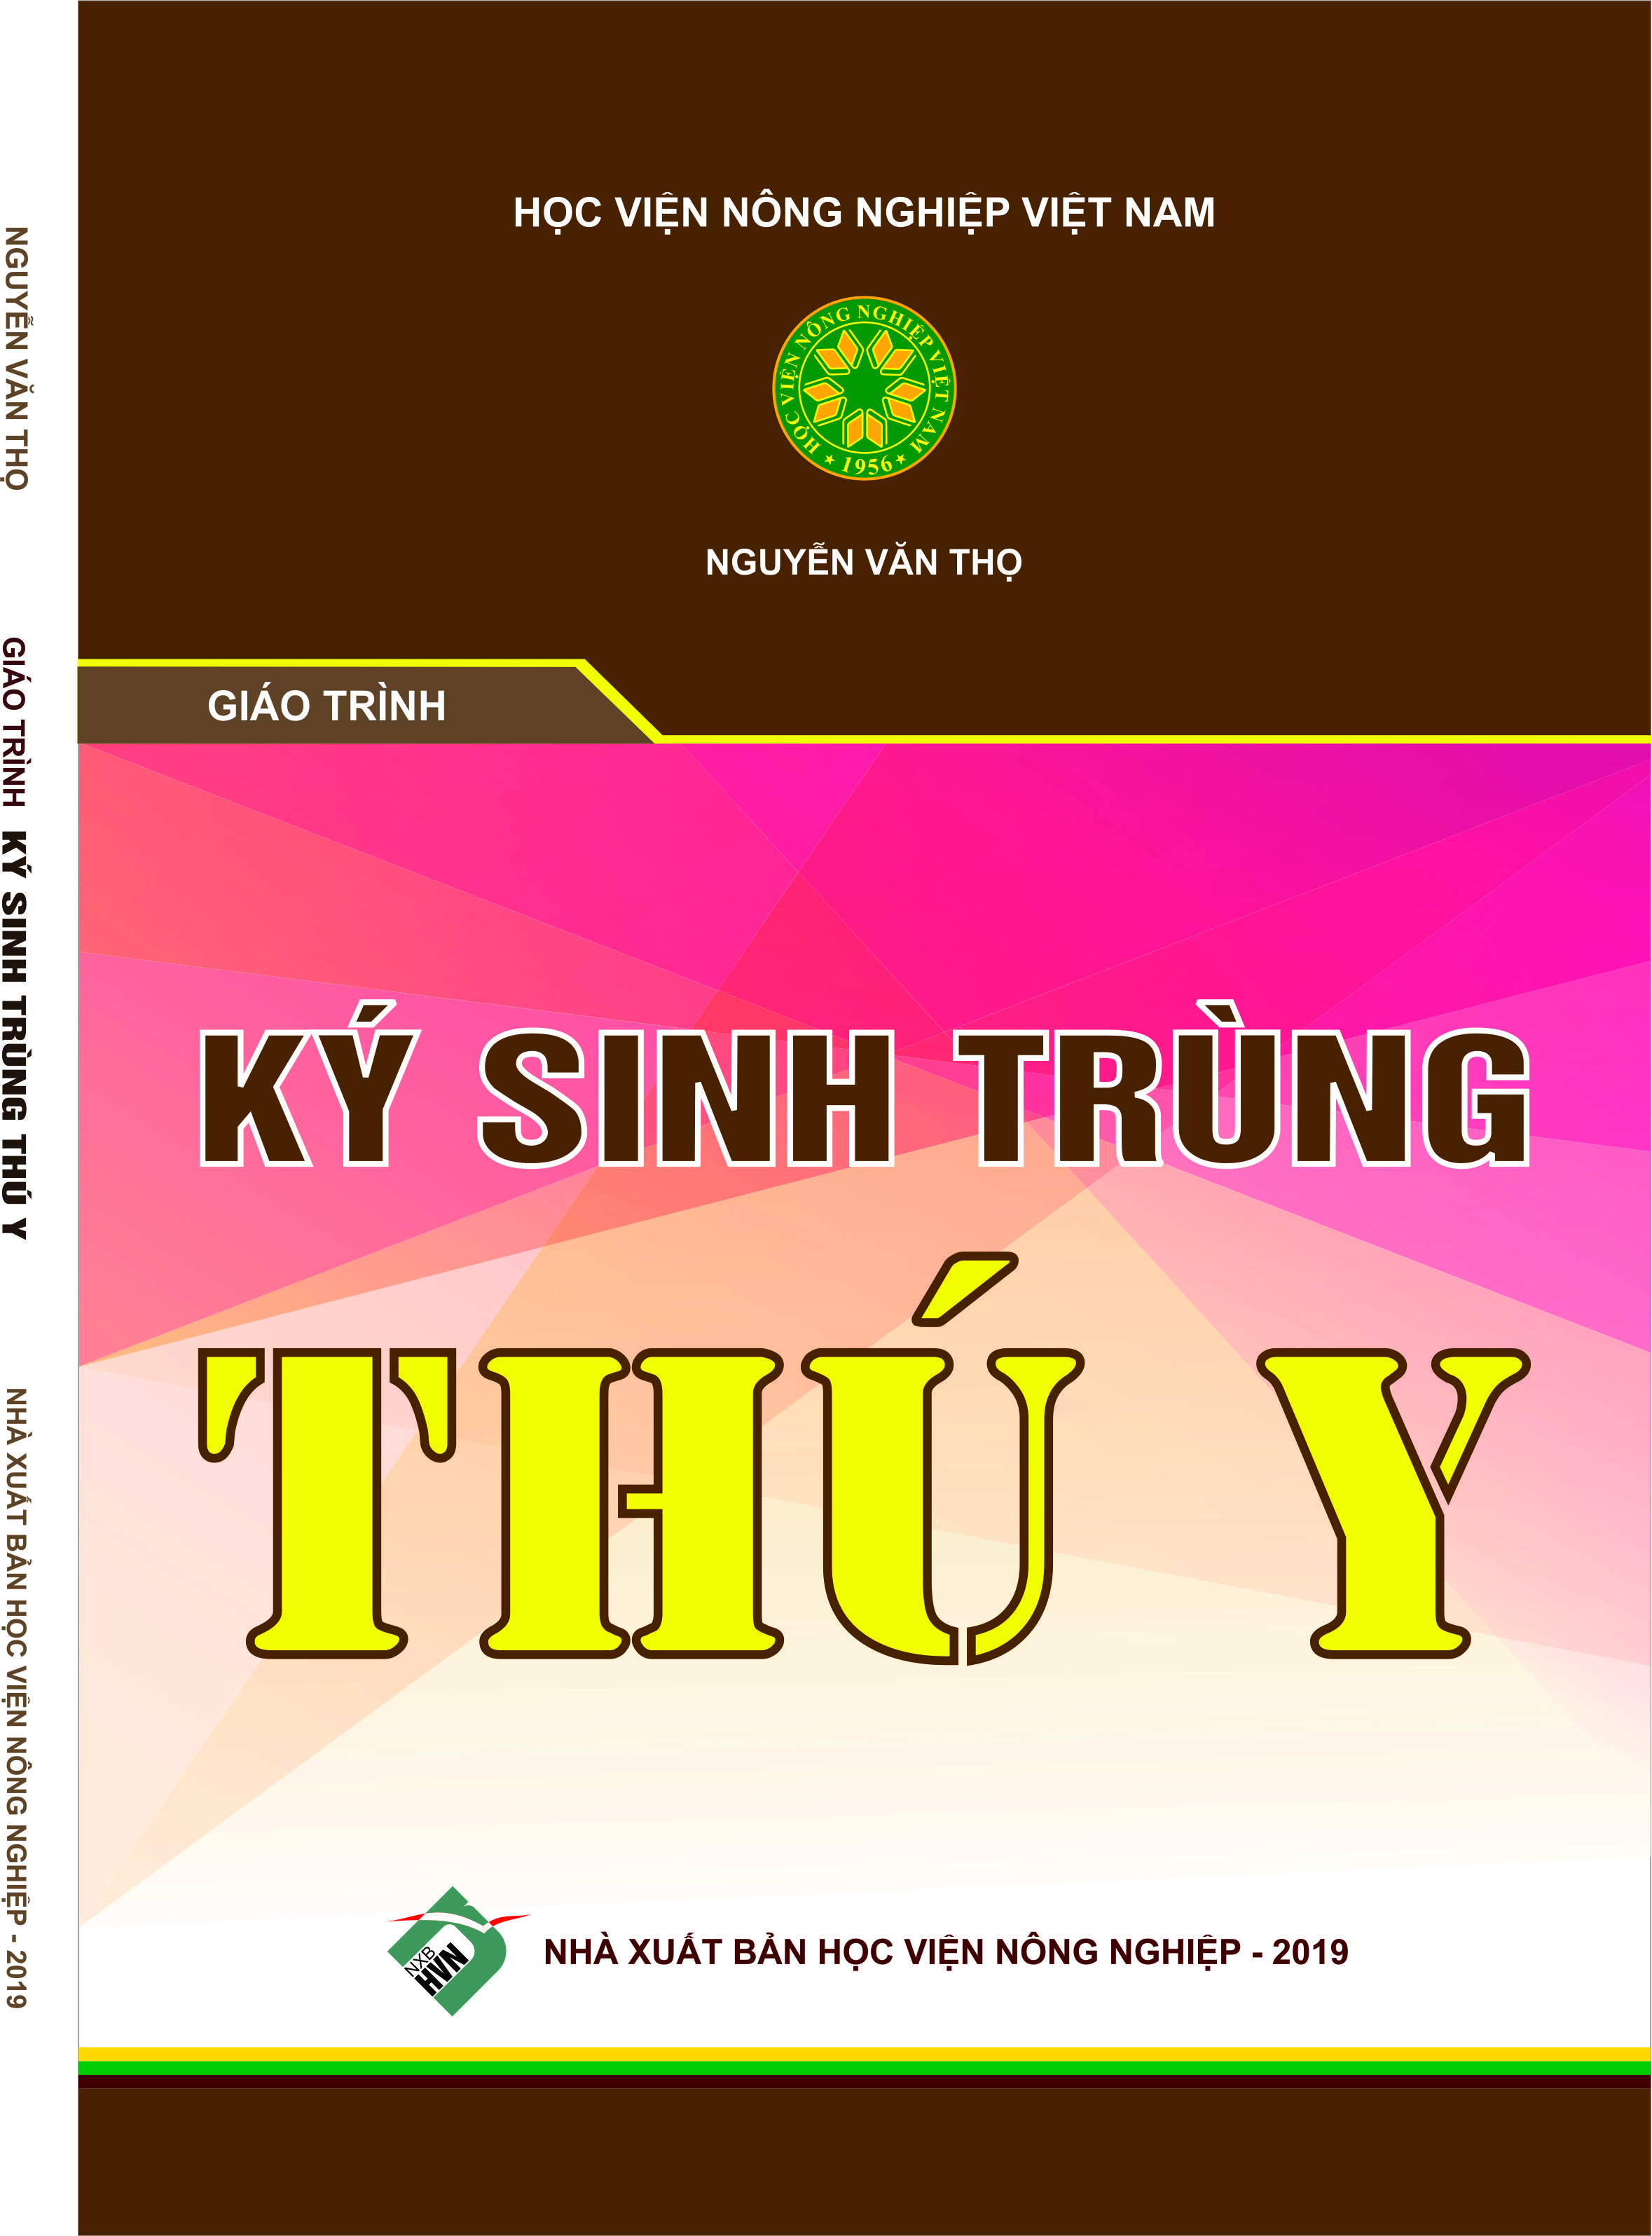 HỌC VIỆN NÔNG NGHIỆP VIỆT NAM
HỌC VIỆN NÔNG NGHIỆP VIỆT NAM
★ 1956 ★
NGUYỄN VĂN THỌ
GIÁO TRÌNH
KÝ SINH TRÙNG
THÚ Y
NXB
HVN
NHÀ XUẤT BẢN HỌC VIỆN NÔNG NGHIỆP - 2019
NGUYỄN VĂN THỌ GIÁO TRÌNH KÝ SINH TRÙNG THÚ Y NHÀ XUẤT BẢN HỌC VIỆN NÔNG NGHIỆP - 2019